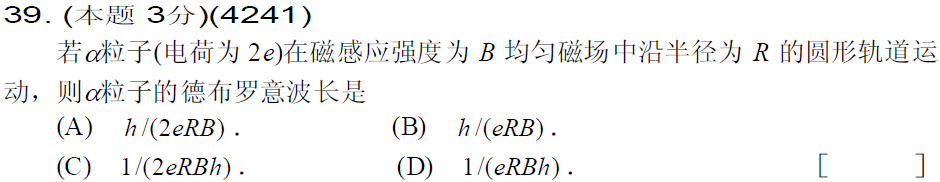 39. (本题 3分)(4241)
若α粒子(电荷为 2e)在磁感应强度为 B 均匀磁场中沿半径为 R 的圆形轨道运
动，则α粒子的德布罗意波长是
(A) h/(2eRB)． (B) h/(eRB)．
(C) 1/(2eRBh)． (D) 1/(eRBh)． [ ]